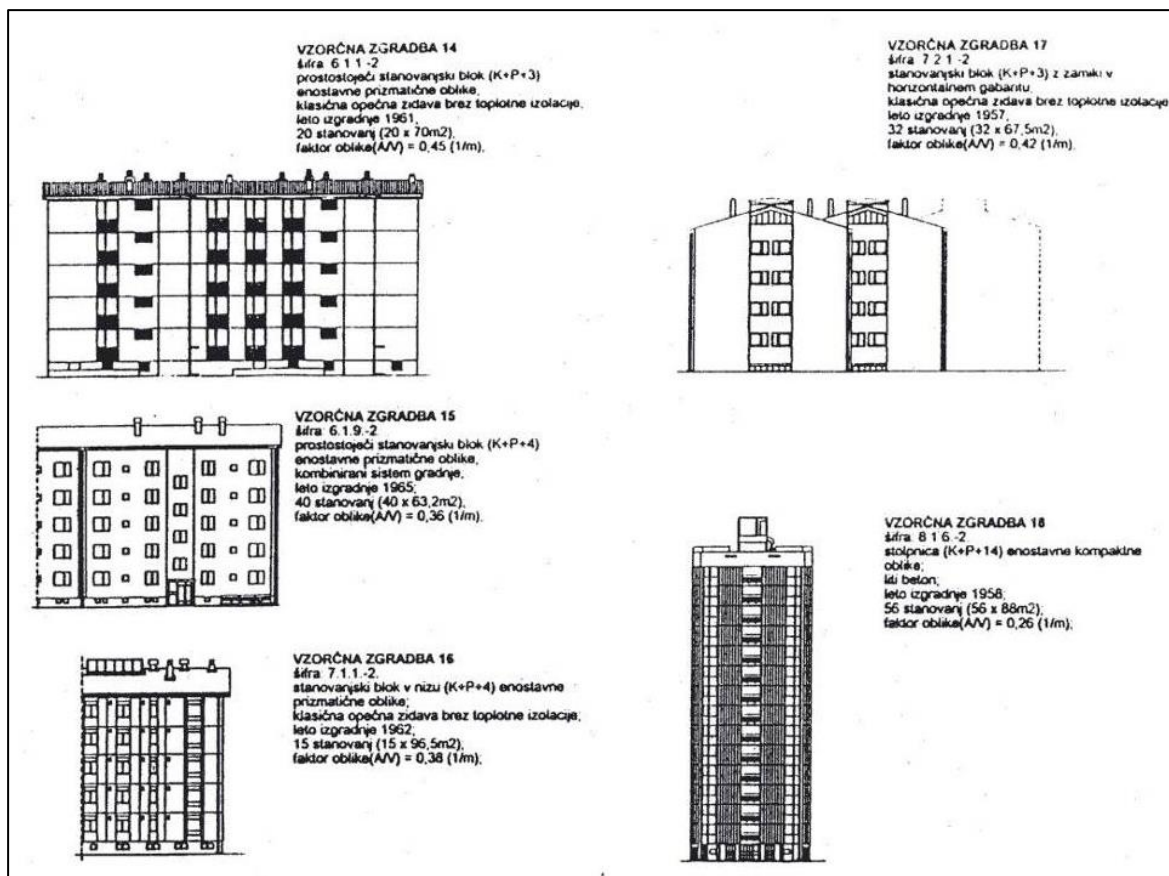 VZORČNA ZGRADBA 14
šifra 6 1 1 -2
prostostoječi stanovanjski blok (K+P+3)
enostavne prizmatične oblike,
klasična opečna zidava brez toplotne izolacije,
leto izgradnje 1961,
20 stanovanj (20 x 70m2),
faktor oblike(A/V) = 0,45 (1/m),
VZORČNA ZGRADBA 15
šifra 6.1.9.-2
prostostoječi stanovanjski blok (K+P+4)
enostavne prizmatične oblike,
kombinirani sistem gradnje,
leto izgradnje 1965;
40 stanovanj (40 x 63,2m2),
faktor oblike(A/V) = 0,36 (1/m).
VZORČNA ZGRADBA 16
šifra 7.1.1.-2.
stanovanjski blok v nizu (K+P+4) enostavne
prizmatične oblike;
klasična opečna zidava brez toplotne izolacije;
leto izgradnje 1962;
15 stanovanj (15 x 96,5m2);
faktor oblike(A/V) = 0,38 (1/m);
VZORČNA ZGRADBA 17
šifra 7 2 1 -2
stanovanjski blok (K+P+3) z zamiki v
horizontalnem gabaritu,
klasična opečna zidava brez toplotne izolacije,
leto izgradnje 1957,
32 stanovanj (32 x 67,5m2),
faktor oblike(A/V) = 0,42 (1/m),
VZORČNA ZGRADBA 18
šifra 8 1 6.-2.
stolpnica (K+P+14) enostavne kompaktne
oblike;
liti beton;
leto izgradnje 1958;
56 stanovanj (56 x 88m2);
faktor oblike(A/V) = 0,26 (1/m);